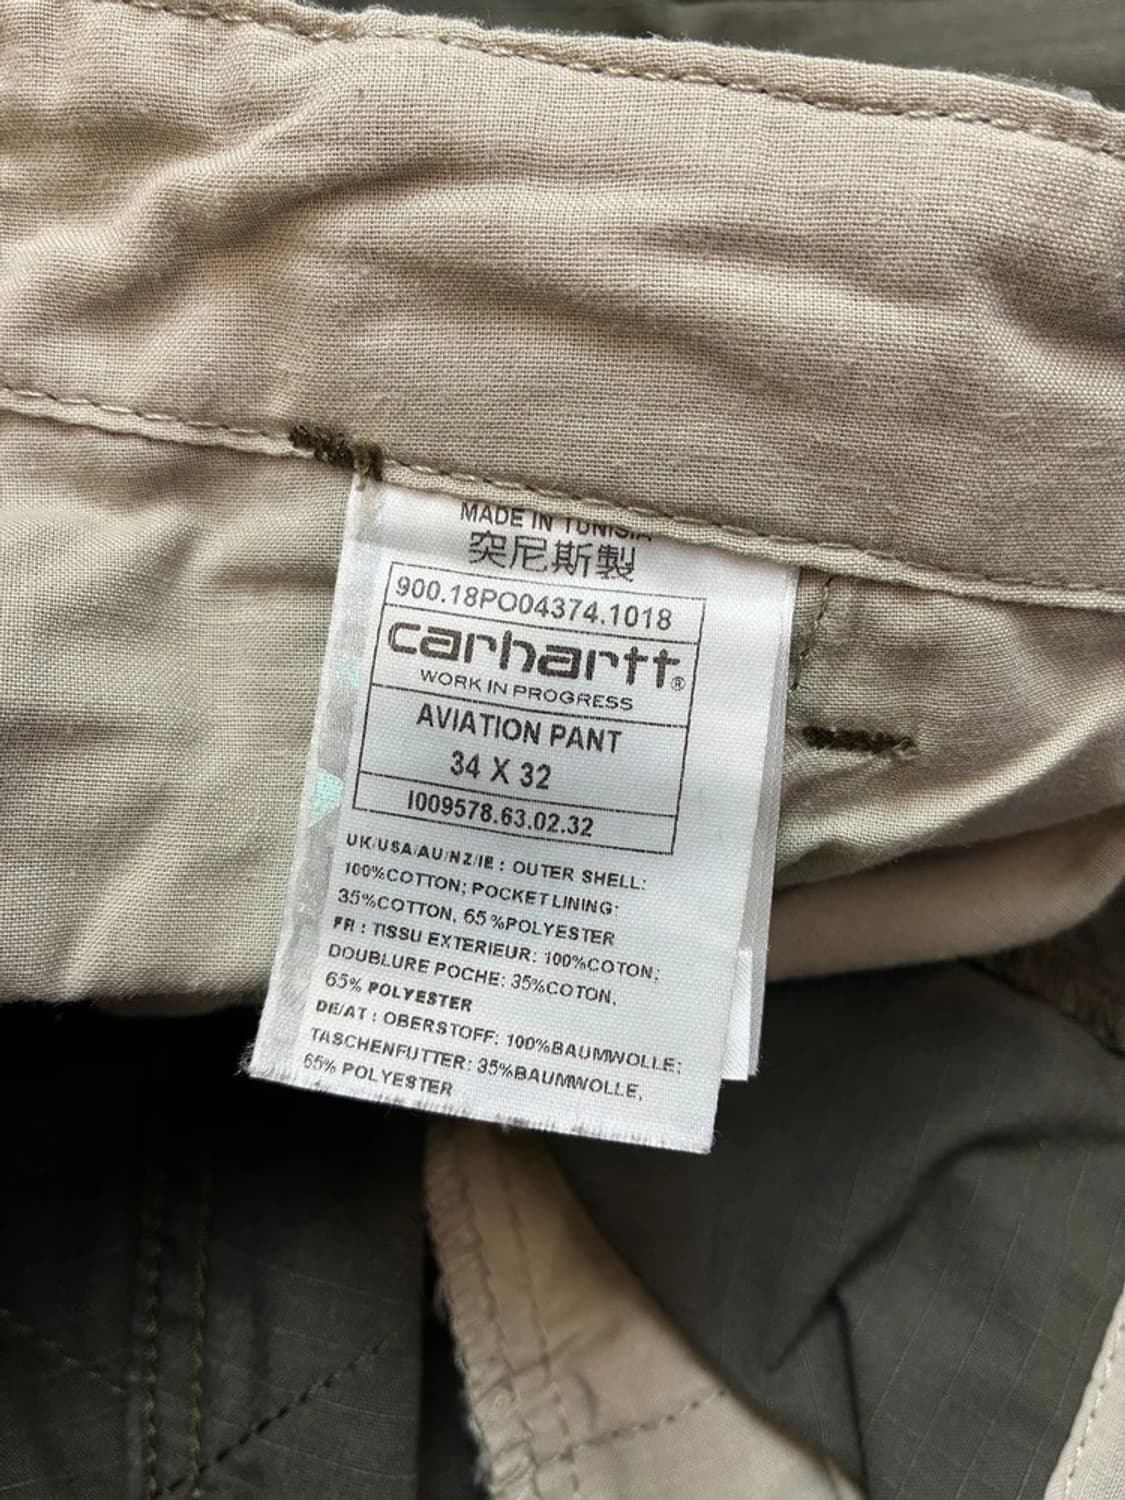 MADE IN TUNISIA
突尼斯製
900.18PO04374.1018
carhartt®
WORK IN PROGRESS
AVIATION PANT
34 X 32
I009578.63.02.32
UK/USA/AU/NZ/IE : OUTER SHELL:
100%COTTON; POCKET LINING:
35%COTTON, 65%POLYESTER
FR : TISSU EXTERIEUR: 100%COTON;
DOUBLURE POCHE: 35%COTON,
65% POLYESTER
DE/AT : OBERSTOFF: 100%BAUMWOLLE;
TASCHENFUTTER: 35%BAUMWOLLE,
65% POLYESTER